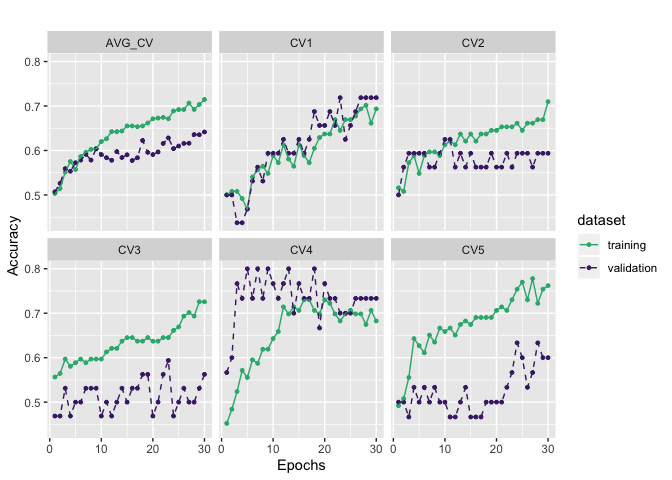 AVG_CV CV1 CV2
0.8
0.7
0.6
0.5
CV3 CV4 CV5
0.8
0.7
0.6
0.5
0 10 20 30 0 10 20 30 0 10 20 30
Epochs
Accuracy
dataset
training
validation